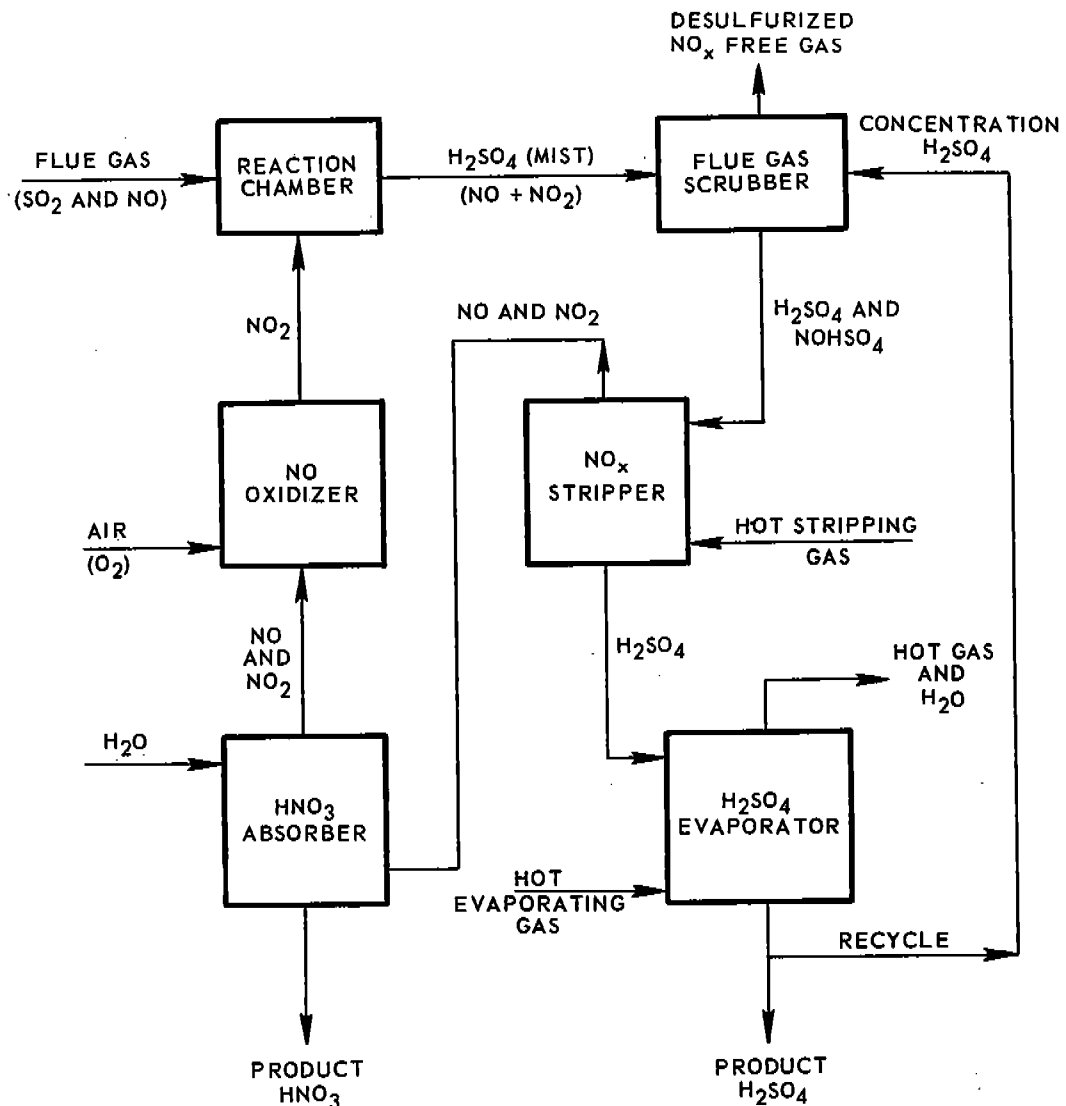 DESULFURIZED
NOx FREE GAS
FLUE GAS
(SO2 AND NO)
REACTION
CHAMBER
H2SO4 (MIST)
(NO + NO2)
FLUE GAS
SCRUBBER
CONCENTRATION
H2SO4
NO2
NO AND NO2
H2SO4 AND
NOHSO4
NO
OXIDIZER
NOx
STRIPPER
AIR
(O2)
HOT STRIPPING
GAS
NO
AND
NO2
H2SO4
HOT GAS
AND
H2O
H2O
HNO3
ABSORBER
H2SO4
EVAPORATOR
HOT
EVAPORATING
GAS
RECYCLE
PRODUCT
HNO3
PRODUCT
H2SO4